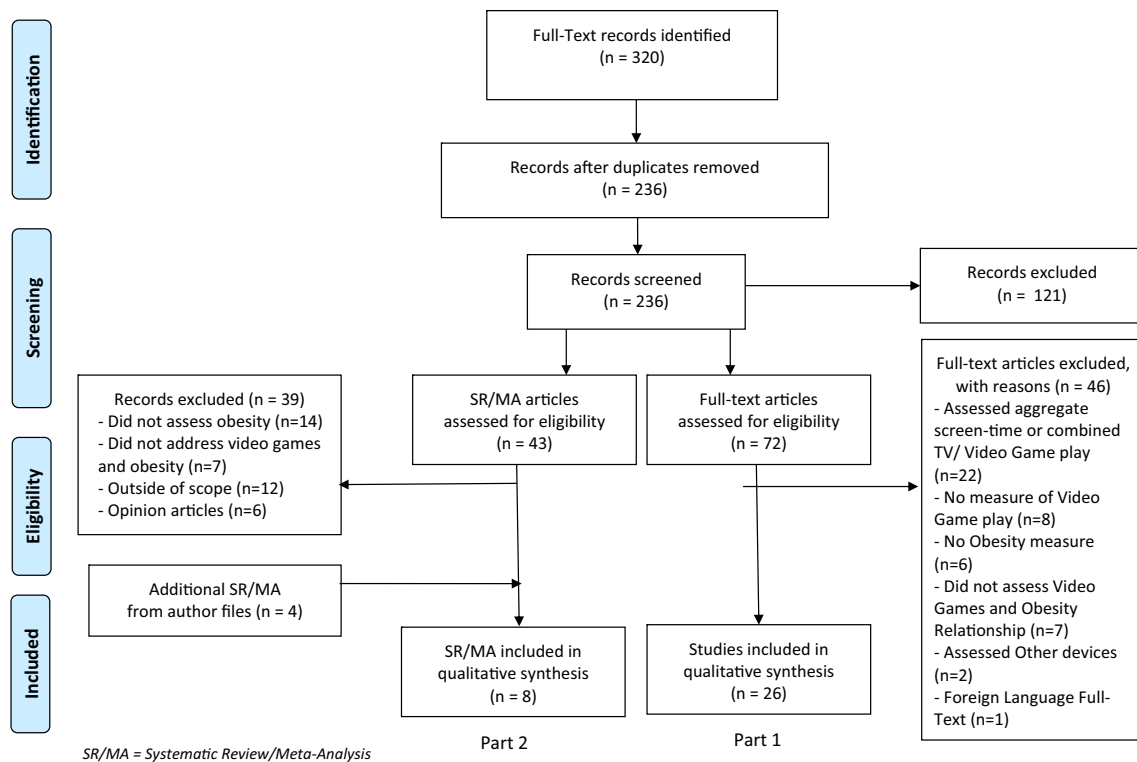 Identification
Full-Text records identified
(n = 320)
Records after duplicates removed
(n = 236)
Screening
Records screened
(n = 236)
Records excluded
(n =  121)
Eligibility
Records excluded (n = 39)
- Did not assess obesity (n=14)
- Did not address video games
and obesity (n=7)
- Outside of scope (n=12)
- Opinion articles (n=6)
SR/MA articles
assessed for eligibility
(n = 43)
Full-text articles
assessed for eligibility
(n = 72)
Full-text articles excluded,
with reasons (n = 46)
- Assessed aggregate
screen-time or combined
TV/ Video Game play
(n=22)
- No measure of Video
Game play (n=8)
- No Obesity measure
(n=6)
- Did not assess Video
Games and Obesity
Relationship (n=7)
- Assessed Other devices
(n=2)
- Foreign Language Full-
Text (n=1)
Included
Additional SR/MA
from author files (n = 4)
SR/MA included in
qualitative synthesis
(n = 8)
Studies included in
qualitative synthesis
(n = 26)
Part 2
Part 1
SR/MA = Systematic Review/Meta-Analysis